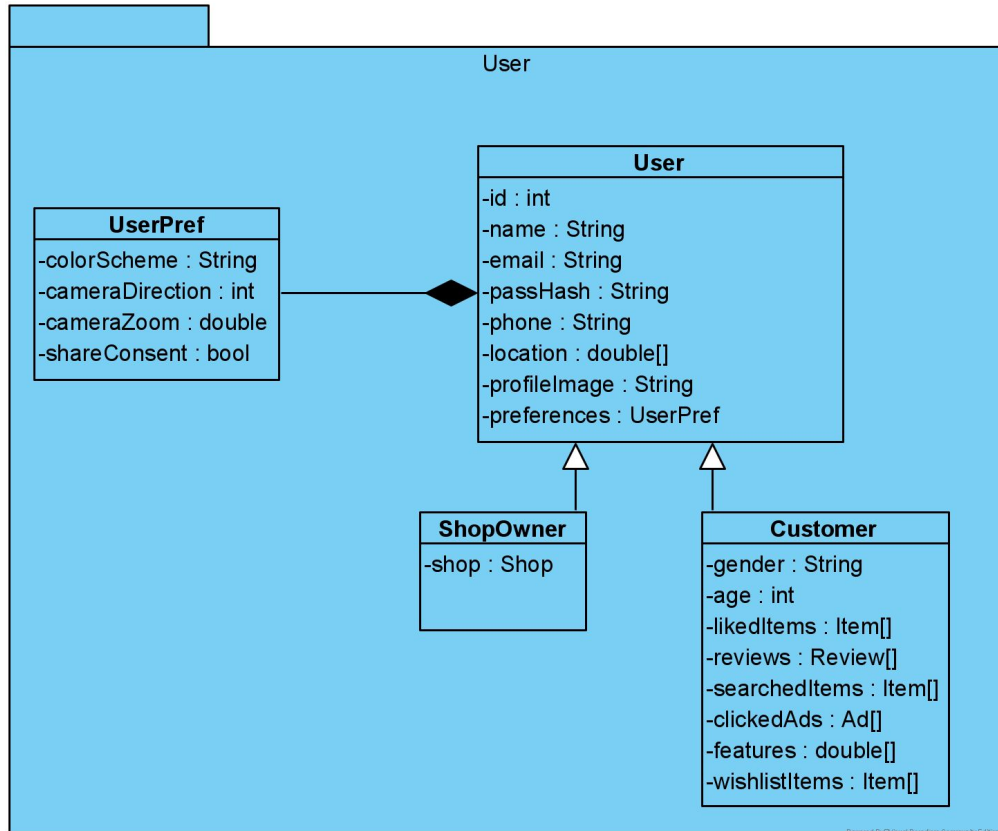 User
User
-id : int
-name : String
-email : String
-passHash : String
-phone : String
-location : double[]
-profileImage : String
-preferences : UserPref
UserPref
-colorScheme : String
-cameraDirection : int
-cameraZoom : double
-shareConsent : bool
ShopOwner
-shop : Shop
Customer
-gender : String
-age : int
-likedItems : Item[]
-reviews : Review[]
-searchedItems : Item[]
-clickedAds : Ad[]
-features : double[]
-wishlistItems : Item[]